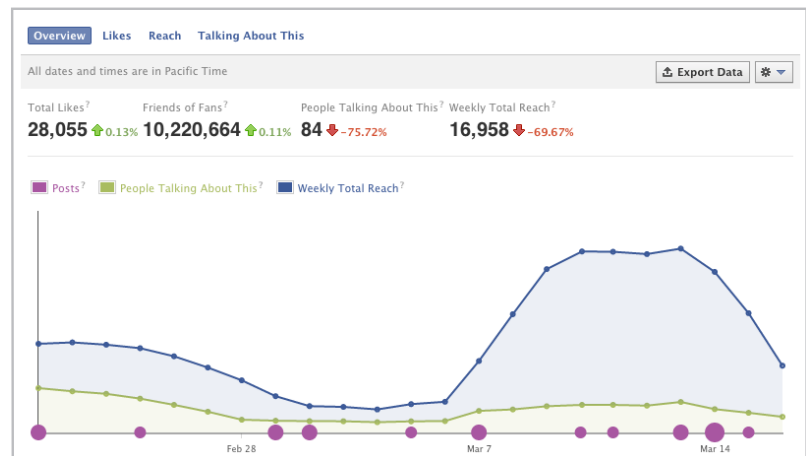 Overview Likes Reach Talking About This
All dates and times are in Pacific Time Export Data
Total Likes? Friends of Fans? People Talking About This? Weekly Total Reach?
28,055 0.13% 10,220,664 0.11% 84 -75.72% 16,958 -69.67%
Posts? People Talking About This? Weekly Total Reach?
Feb 28 Mar 7 Mar 14